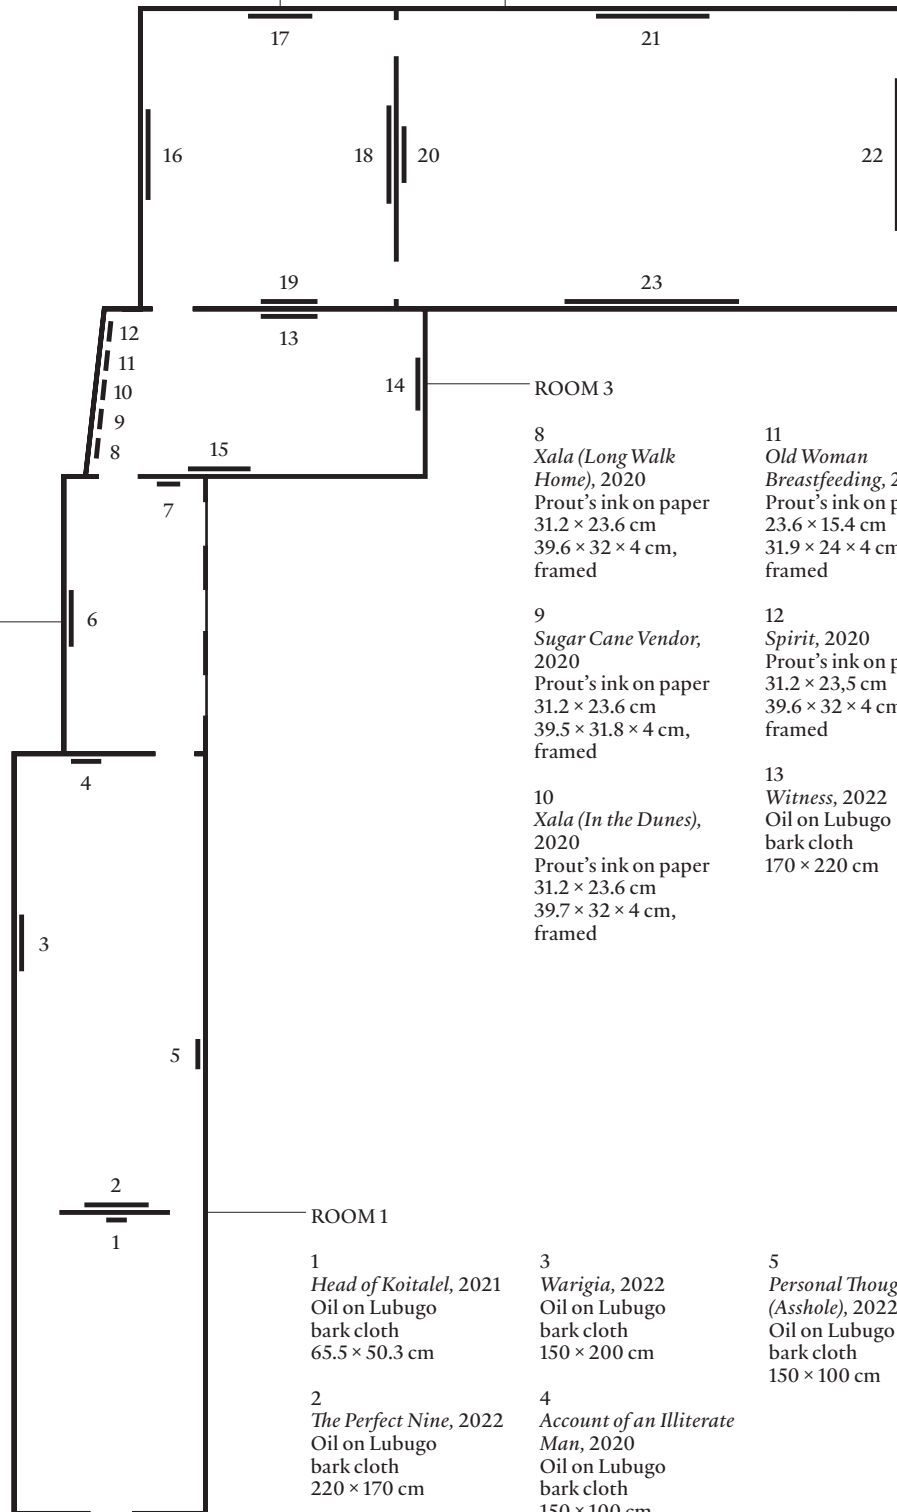 17
21
16
18
20
22
19
23
12
13
11
14
10
9
8
15
7
6
4
3
5
2
1
ROOM 3
8
Xala (Long Walk
Home), 2020
Prout’s ink on paper
31.2 × 23.6 cm
39.6 × 32 × 4 cm,
framed
9
Sugar Cane Vendor,
2020
Prout’s ink on paper
31.2 × 23.6 cm
39.5 × 31.8 × 4 cm,
framed
10
Xala (In the Dunes),
2020
Prout’s ink on paper
31.2 × 23.6 cm
39.7 × 32 × 4 cm,
framed
11
Old Woman
Breastfeeding,
Prout’s ink on
23.6 × 15.4 cm
31.9 × 24 × 4 cm
framed
12
Spirit, 2020
Prout’s ink on
31.2 × 23,5 cm
39.6 × 32 × 4 cm
framed
13
Witness, 2022
Oil on Lubugo
bark cloth
170 × 220 cm
ROOM 1
1
Head of Koitalel, 2021
Oil on Lubugo
bark cloth
65.5 × 50.3 cm
2
The Perfect Nine, 2022
Oil on Lubugo
bark cloth
220 × 170 cm
3
Warigia, 2022
Oil on Lubugo
bark cloth
150 × 200 cm
4
Account of an Illiterate
Man, 2020
Oil on Lubugo
bark cloth
150 × 100 cm
5
Personal
(Asshole), 2022
Oil on Lubugo
bark cloth
150 × 100 cm